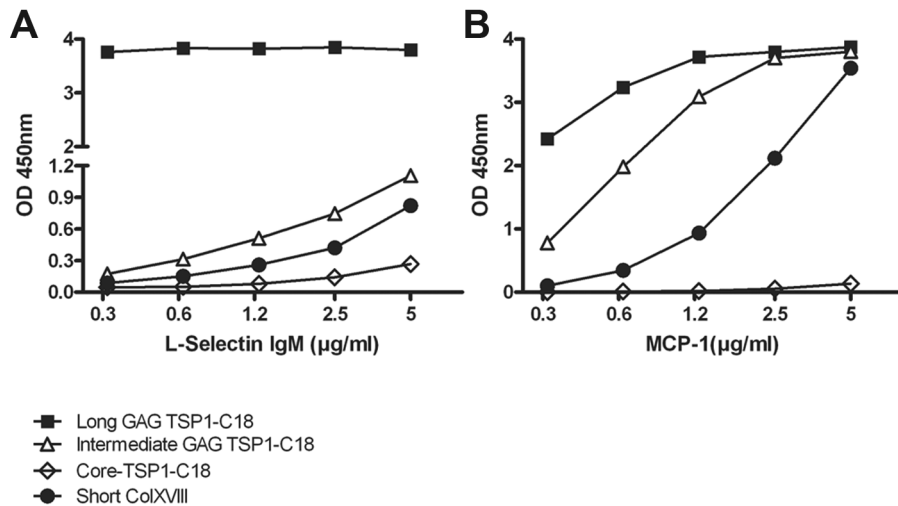 A
4
3
2
1.2
0.9
0.6
0.3
0.0
OD 450nm
0.3 0.6 1.2 2.5 5
L-Selectin IgM (µg/ml)
B
4
3
2
1
0
OD 450nm
0.3 0.6 1.2 2.5 5
MCP-1(µg/ml)
Long GAG TSP1-C18
Intermediate GAG TSP1-C18
Core-TSP1-C18
Short ColXVIII